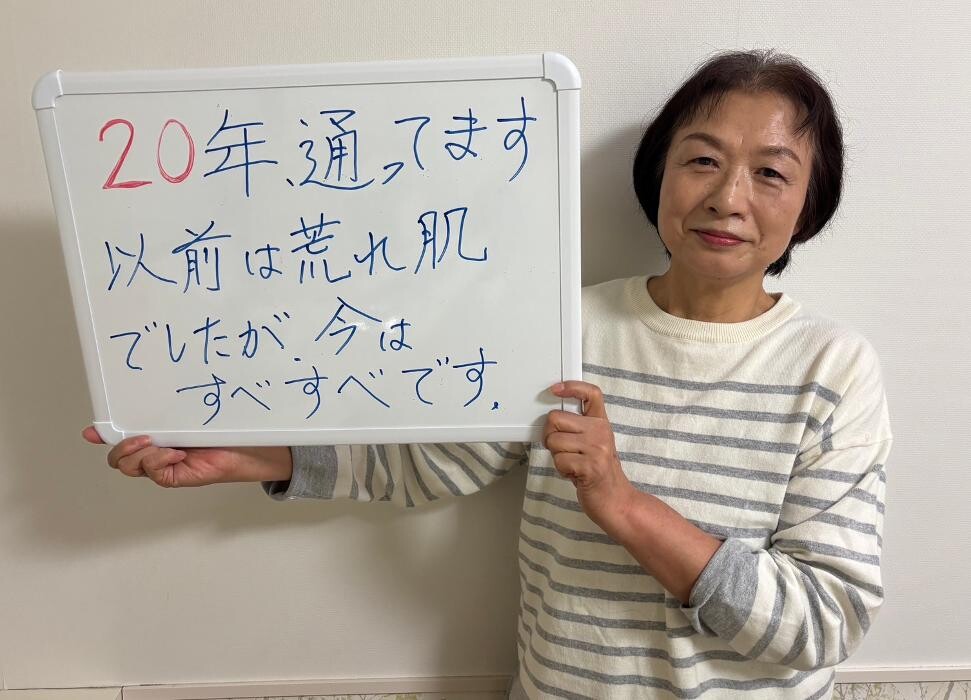 20年、通ってます
以前は荒れ肌
でしたが、今は
すべすべです。